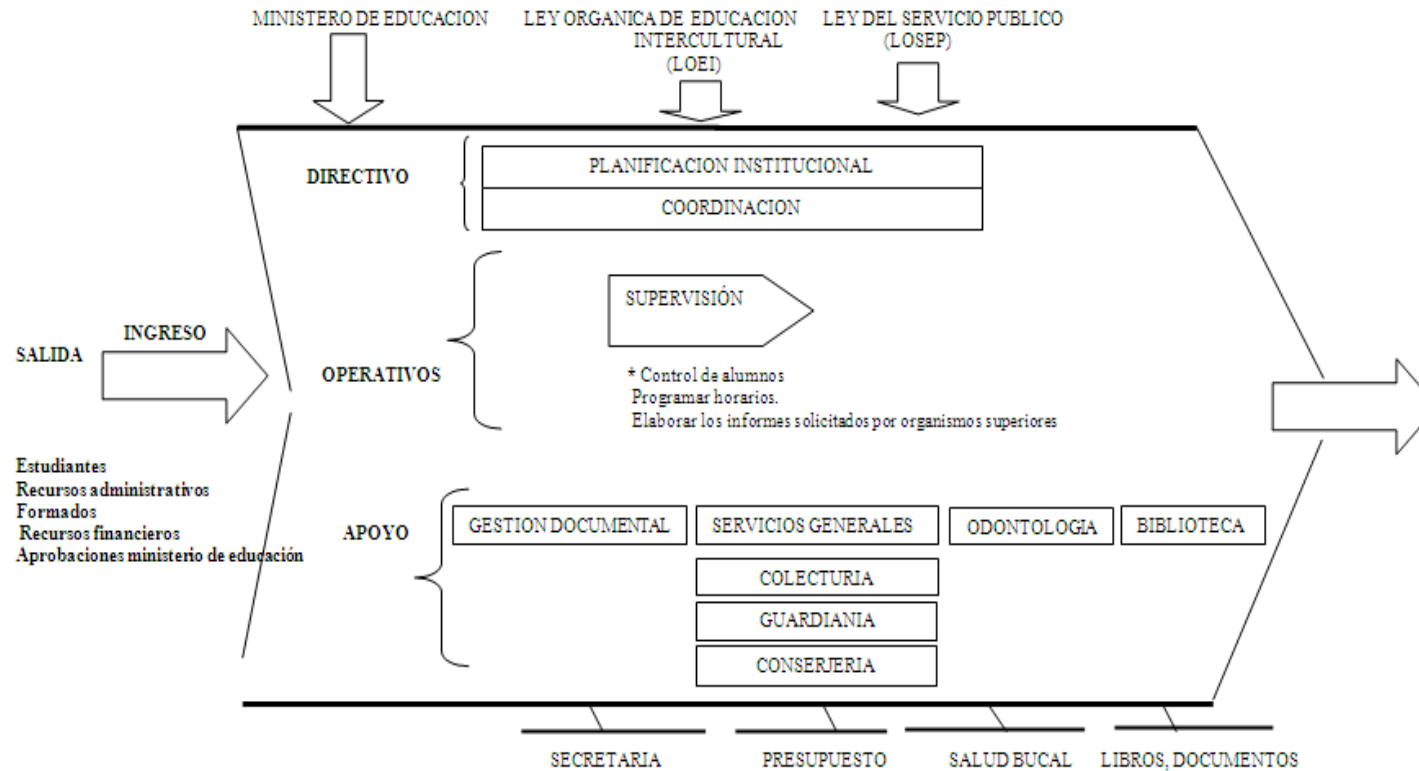 MINISTERO DE EDUCACION
LEY ORGANICA DE EDUCACION
INTERCULTURAL
(LOEI)
LEY DEL SERVICIO PUBLICO
(LOSEP)
DIRECTIVO
PLANIFICACION INSTITUCIONAL
COORDINACION
SUPERVISIÓN
INGRESO
SALIDA
OPERATIVOS
* Control de alumnos
Programar horarios.
Elaborar los informes solicitados por organismos superiores
Estudiantes
Recursos administrativos
Formados
Recursos financieros
Aprobaciones ministerio de educación
APOYO
GESTION DOCUMENTAL
SERVICIOS GENERALES
ODONTOLOGIA
BIBLIOTECA
COLECTURIA
GUARDIANIA
CONSERJERIA
SECRETARIA
PRESUPUESTO
SALUD BUCAL
LIBROS, DOCUMENTOS